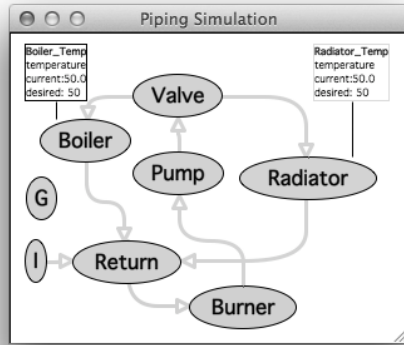 Piping Simulation
Boiler_Temp
temperature
current:50.0
desired: 50
Radiator_Temp
temperature
current:50.0
desired: 50
Valve
Boiler
Pump
Radiator
G
I
Return
Burner